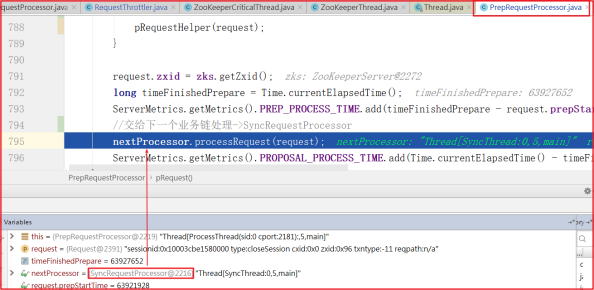 questProcessor.java RequestThrottler.java ZooKeeperCriticalThread.java ZooKeeperThread.java Thread.java PrepRequestProcessor.java
788 pRequestHelper(request);
789 }
790
791 request.zxid = zks.getZxid(); zks: ZooKeeperServer@2272
792 long timeFinishedPrepare = Time.currentElapsedTime(); timeFinishedPrepare: 63927652
793 ServerMetrics.getMetrics().PREP_PROCESS_TIME.add(timeFinishedPrepare - request.prepStar
794 //交给下一个业务链处理->SyncRequestProcessor
795 nextProcessor.processRequest(request); nextProcessor: "Thread[SyncThread:0,5,main]" r
796 ServerMetrics.getMetrics().PROPOSAL_PROCESS_TIME.add(Time.currentElapsedTime() - timeFi
PrepRequestProcessor › pRequest()
Variables
this = {PrepRequestProcessor@2219} "Thread[ProcessThread(sid:0 cport:2181):,5,main]"
request = {Request@2391} "sessionid:0x10003cbe1580000 type:closeSession cxid:0x0 zxid:0x96 txntype:-11 reqpath:n/a"
timeFinishedPrepare = 63927652
nextProcessor = {SyncRequestProcessor@2216} "Thread[SyncThread:0,5,main]"
request.prepStartTime = 63921928